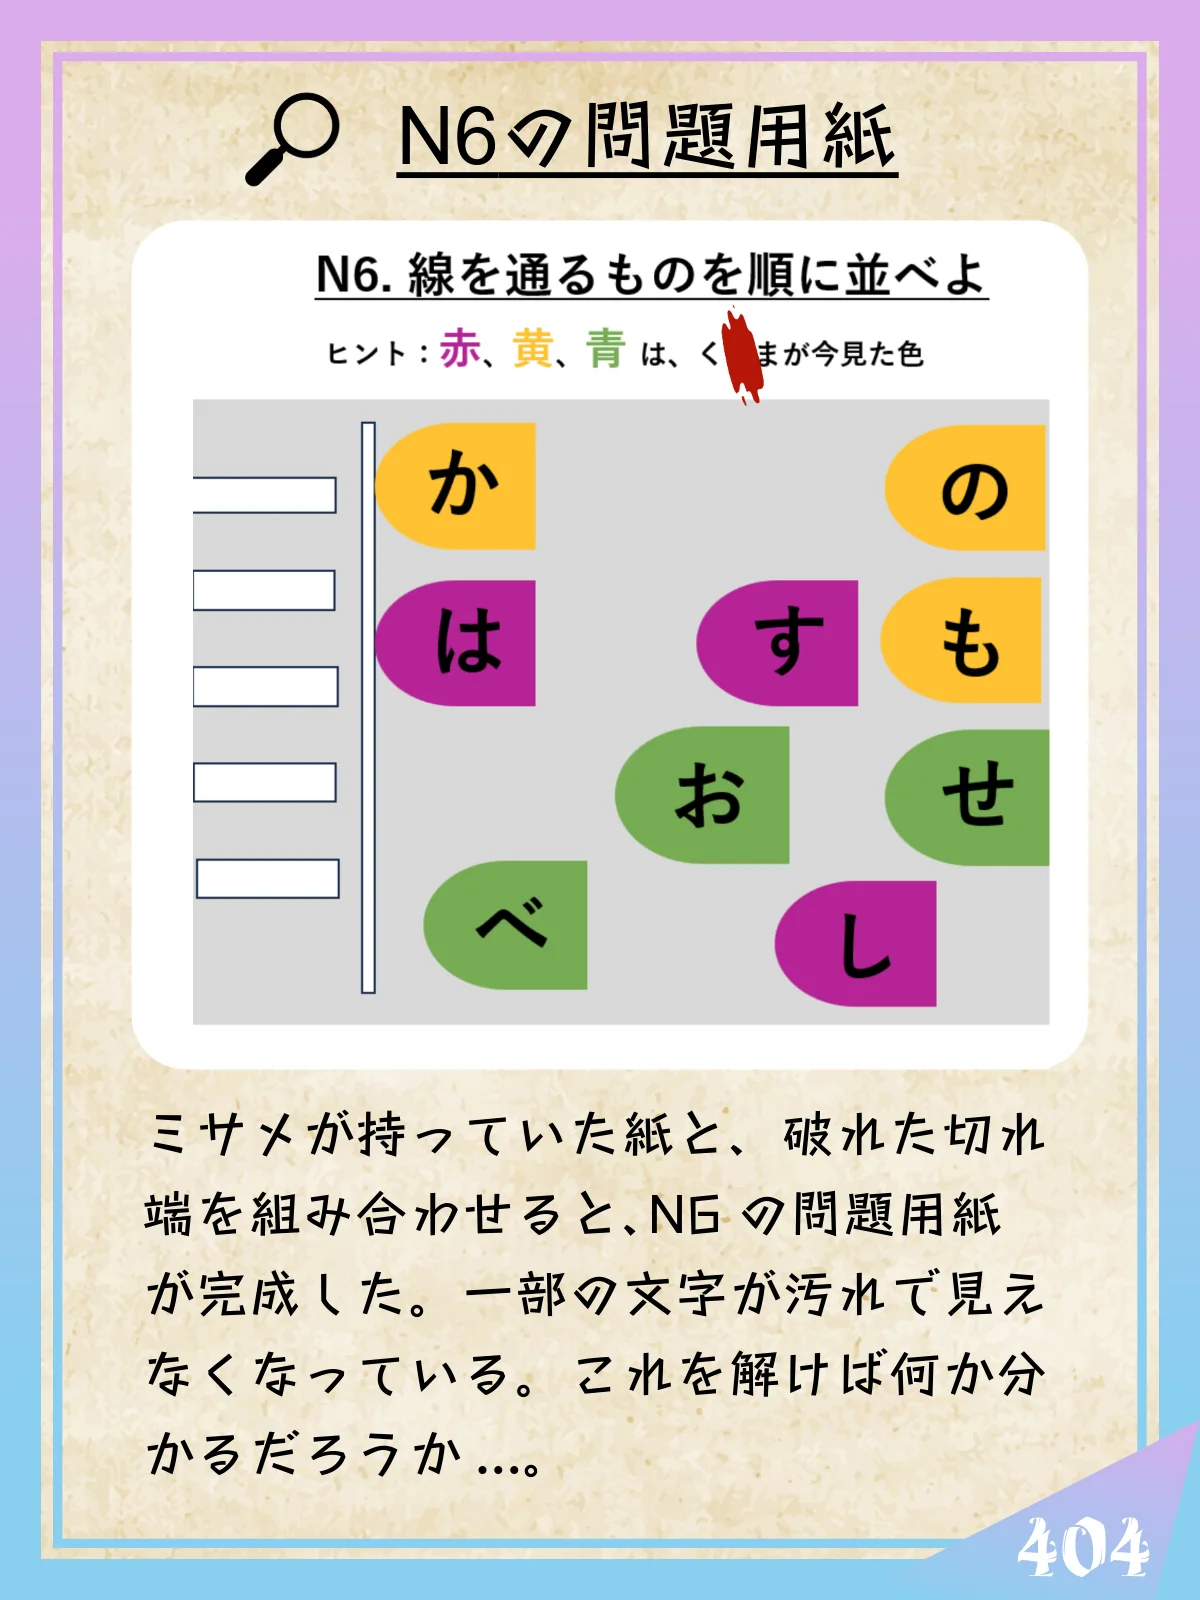 N6の問題用紙
N6. 線を通るものを順に並べよ
ヒント：赤、黄、青 は、く まが今見た色
か の
は す も
お せ
べ し
ミサメが持っていた紙と、破れた切れ
端を組み合わせると、N6 の問題用紙
が完成した。一部の文字が汚れで見え
なくなっている。これを解けば何か分
かるだろうか ...。
404